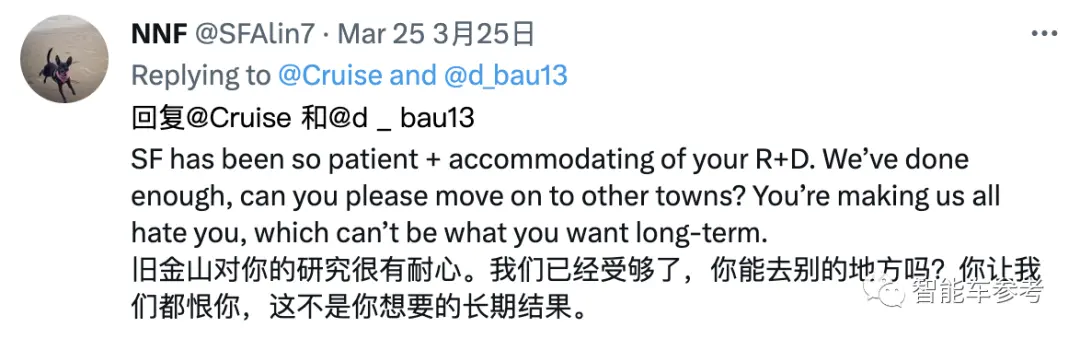 NNF @SFAlin7 · Mar 25 3月25日
Replying to @Cruise and @d_bau13
回复@Cruise 和@d _ bau13
SF has been so patient + accommodating of your R+D. We’ve done
enough, can you please move on to other towns? You’re making us all
hate you, which can’t be what you want long-term.
旧金山对你的研究很有耐心。我们已经受够了，你能去别的地方吗？你让我
们都恨你，这不是你想要的长期结果。
智能车参考